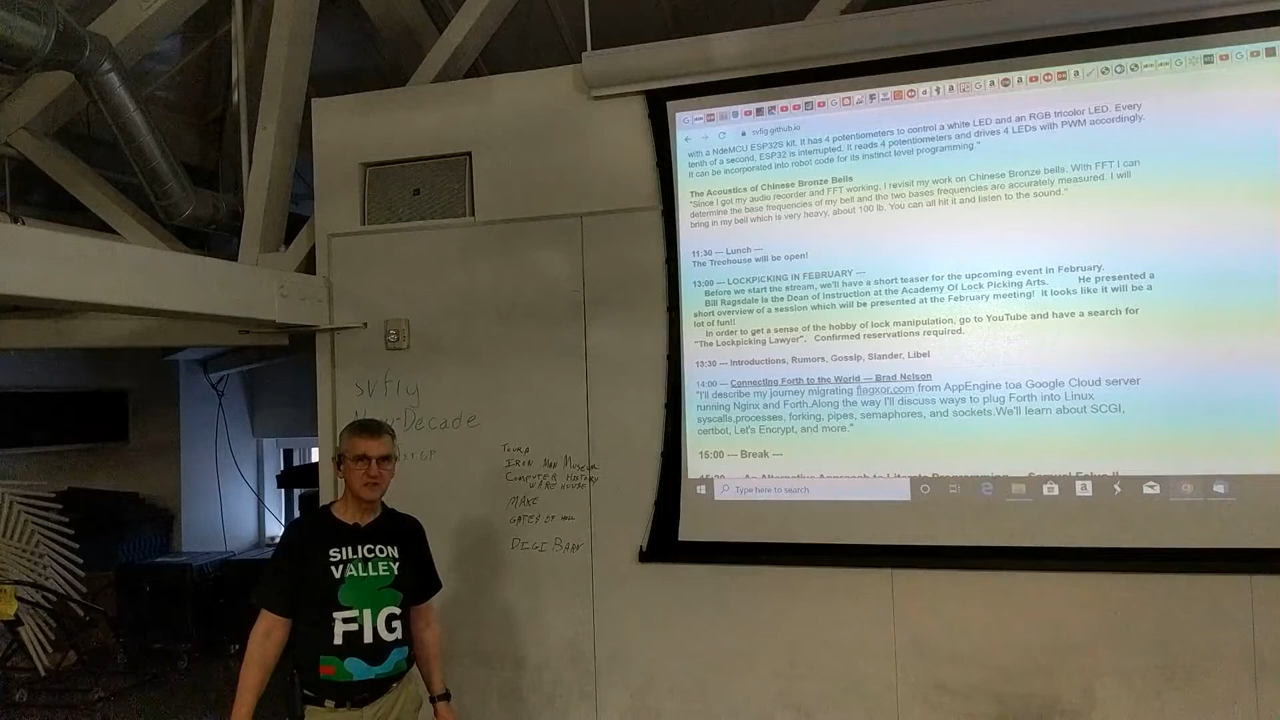 svfig.github.io
with a NdeMCU ESP32S kit. It has 4 potentiometers to control a white LED and an RGB tricolor LED. Every
tenth of a second, ESP32 is interrupted. It reads 4 potentiometers and drives 4 LEDs with PWM accordingly.
It can be incorporated into robot code for its instinct level programming."
The Acoustics of Chinese Bronze Bells
"Since I got my audio recorder and FFT working, I revisit my work on Chinese Bronze bells. With FFT I can
determine the base frequencies of my bell and the two bases frequencies are accurately measured. I will
bring in my bell which is very heavy, about 100 lb. You can all hit it and listen to the sound."
11:30 --- Lunch ---
The Treehouse will be open!
13:00 --- LOCKPICKING IN FEBRUARY ---
Before we start the stream, we'll have a short teaser for the upcoming event in February.
Bill Ragsdale is the Dean of Instruction at the Academy Of Lock Picking Arts. He presented a
short overview of a session which will be presented at the February meeting! It looks like it will be a
lot of fun!!
In order to get a sense of the hobby of lock manipulation, go to YouTube and have a search for
"The Lockpicking Lawyer". Confirmed reservations required.
13:30 --- Introductions, Rumors, Gossip, Slander, Libel
14:00 --- Connecting Forth to the World --- Brad Nelson
"I'll describe my journey migrating flagxor.com from AppEngine toa Google Cloud server
running Nginx and Forth.Along the way I'll discuss ways to plug Forth into Linux
syscalls,processes, forking, pipes, semaphores, and sockets.We'll learn about SCGI,
certbot, Let's Encrypt, and more."
15:00 --- Break ---
Type here to search
svfig
Decade
TOURS
IRON MAN MUSEUM
COMPUTER HISTORY
WAREHOUSE
MAKE
GATES OF HELL
DIGIBARN
SILICON
VALLEY
FIG